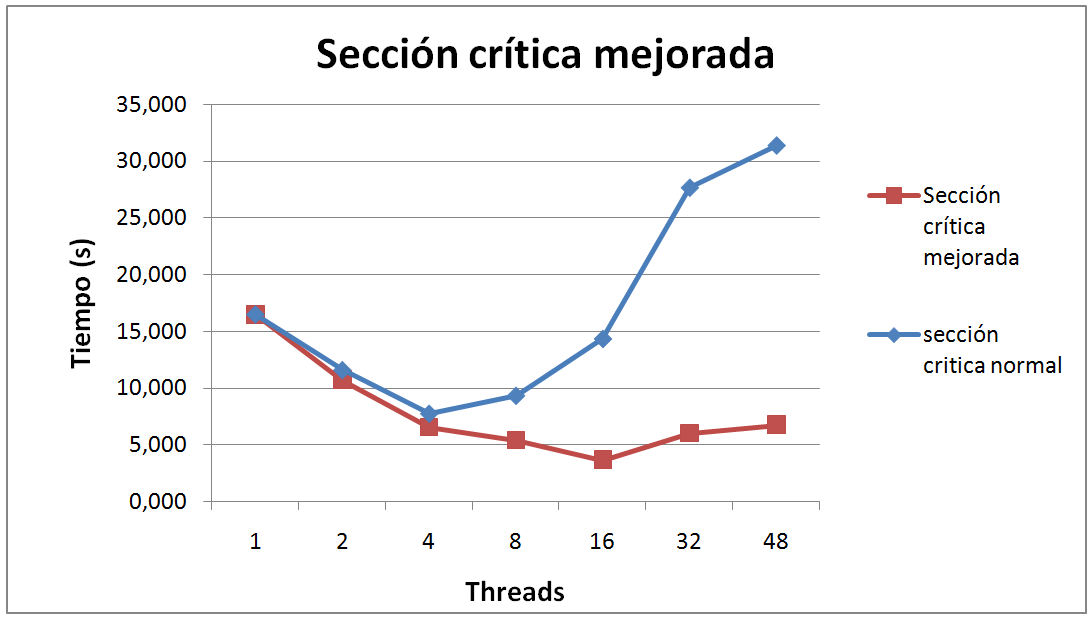 Sección crítica mejorada
35,000
30,000
25,000
20,000
15,000
10,000
5,000
0,000
Tiempo (s)
1 2 4 8 16 32 48
Threads
Sección
crítica
mejorada
sección
critica normal